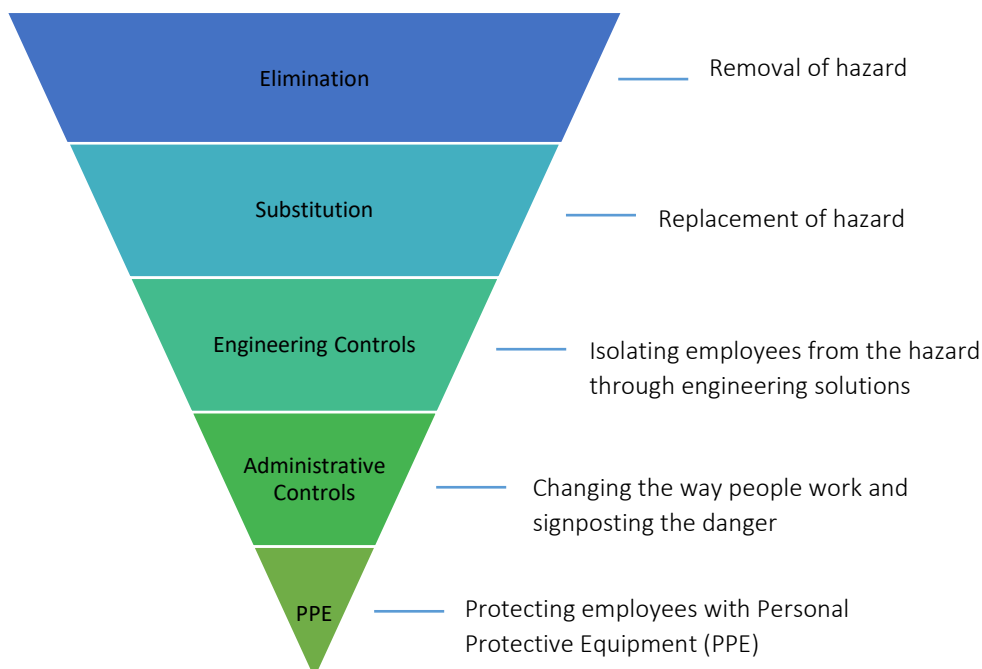 Elimination
Removal of hazard
Substitution
Replacement of hazard
Engineering Controls
Isolating employees from the hazard
through engineering solutions
Administrative
Controls
Changing the way people work and
signposting the danger
PPE
Protecting employees with Personal
Protective Equipment (PPE)